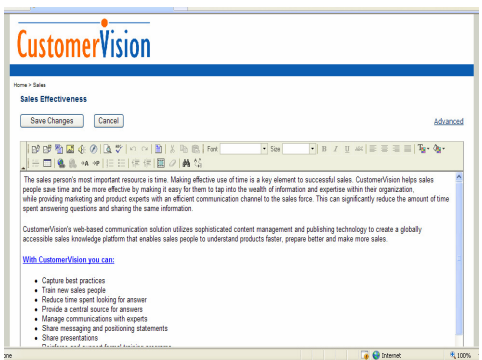 CustomerVision
Home > Sales
Sales Effectiveness
Save Changes Cancel Advanced
Font Size B I U ABC
The sales person's most important resource is time. Making effective use of time is a key element to successful sales. CustomerVision helps sales
people save time and be more effective by making it easy for them to tap into the wealth of information and expertise within their organization,
while providing marketing and product experts with an efficient communication channel to the sales force. This can significantly reduce the amount of time
spent answering questions and sharing the same information.
CustomerVision's web-based communication solution utilizes sophisticated content management and publishing technology to create a globally
accessible sales knowledge platform that enables sales people to understand products faster, prepare better and make more sales.
With CustomerVision you can:
• Capture best practices
• Train new sales people
• Reduce time spent looking for answer
• Provide a central source for answers
• Manage communications with experts
• Share messaging and positioning statements
• Share presentations
• Reinforce and support formal training programs
one Internet 100%